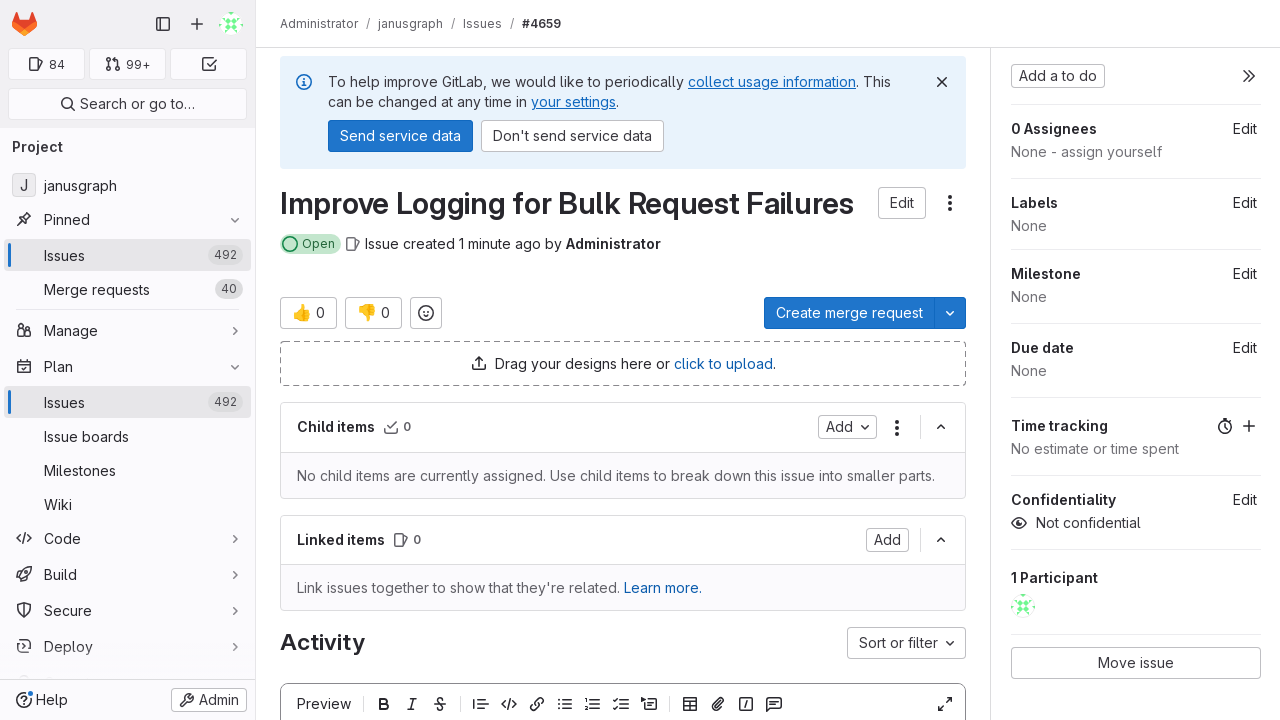 Administrator / janusgraph / Issues / #4659
84
99+
Search or go to…
Project
J janusgraph
Pinned
Issues 492
Merge requests 40
Manage
Plan
Issues 492
Issue boards
Milestones
Wiki
Code
Build
Secure
Deploy
Help
Admin
To help improve GitLab, we would like to periodically collect usage information. This
can be changed at any time in your settings.
Send service data
Don't send service data
Improve Logging for Bulk Request Failures
Edit
Open
Issue created 1 minute ago by Administrator
👍 0
👎 0
Create merge request
Drag your designs here or click to upload.
Child items 0
Add
No child items are currently assigned. Use child items to break down this issue into smaller parts.
Linked items 0
Add
Link issues together to show that they're related. Learn more.
Activity
Sort or filter
Preview
Add a to do
0 Assignees Edit
None - assign yourself
Labels Edit
None
Milestone Edit
None
Due date Edit
None
Time tracking
No estimate or time spent
Confidentiality Edit
Not confidential
1 Participant
Move issue